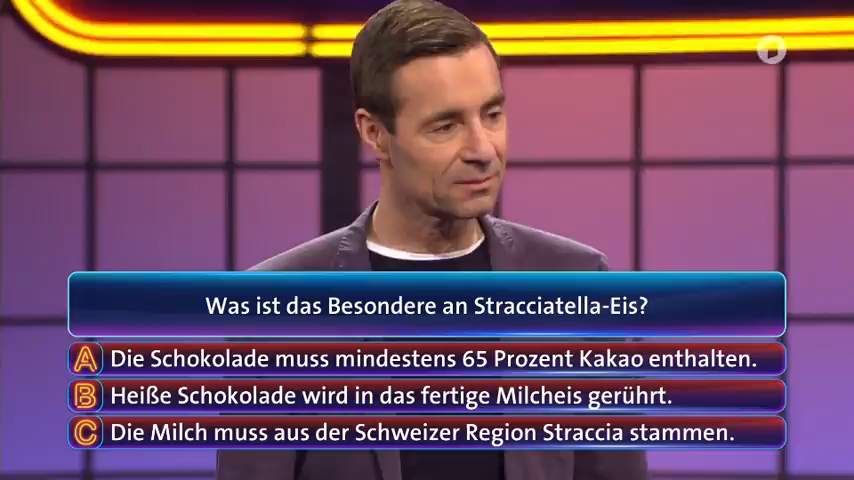 Was ist das Besondere an Stracciatella-Eis?
A Die Schokolade muss mindestens 65 Prozent Kakao enthalten.
B Heiße Schokolade wird in das fertige Milcheis gerührt.
C Die Milch muss aus der Schweizer Region Straccia stammen.